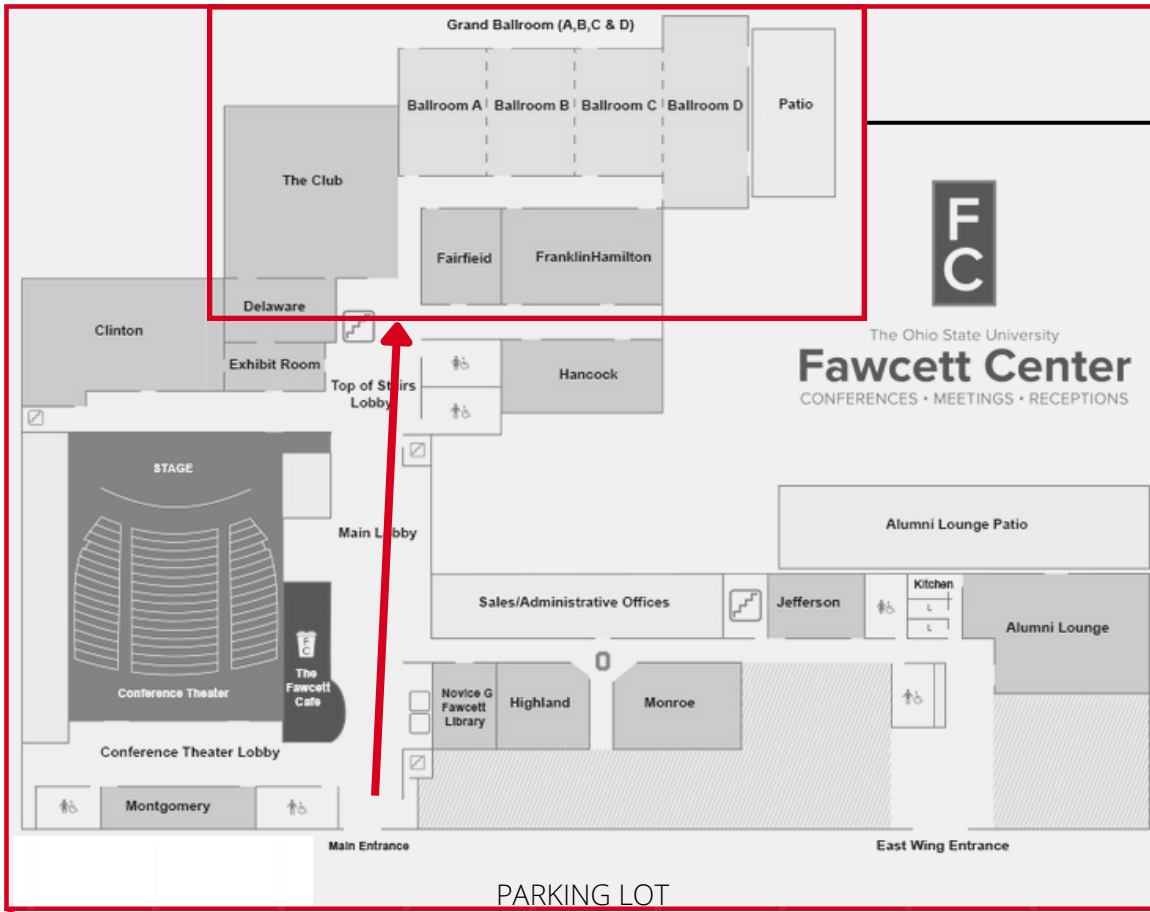 Grand Ballroom (A,B,C & D)
Ballroom A
Ballroom B
Ballroom C
Ballroom D
Patio
The Club
Fairfieid
FranklinHamilton
Delaware
Clinton
Exhibit Room
Top of Stairs
Lobby
Hancock
F
C
The Ohio State University
Fawcett Center
CONFERENCES • MEETINGS • RECEPTIONS
STAGE
Main Lobby
Alumni Lounge Patio
Sales/Administrative Offices
Jefferson
Kitchen
L
L
Alumni Lounge
F
C
The
Fawcett
Cafe
Conference Theater
Novice G
Fawcett
Library
Highland
Monroe
Conference Theater Lobby
Montgomery
Main Entrance
East Wing Entrance
PARKING LOT